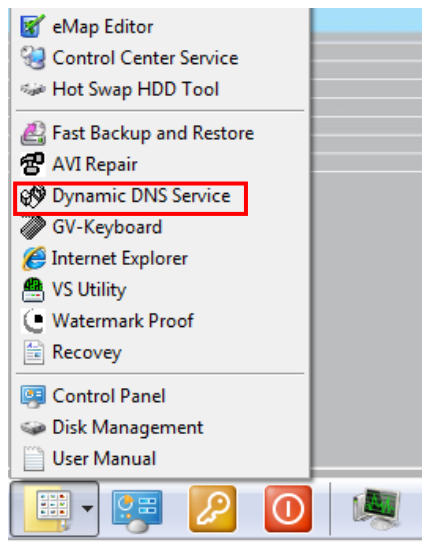 eMap Editor
Control Center Service
Hot Swap HDD Tool
Fast Backup and Restore
AVI Repair
Dynamic DNS Service
GV-Keyboard
Internet Explorer
VS Utility
Watermark Proof
Recovey
Control Panel
Disk Management
User Manual